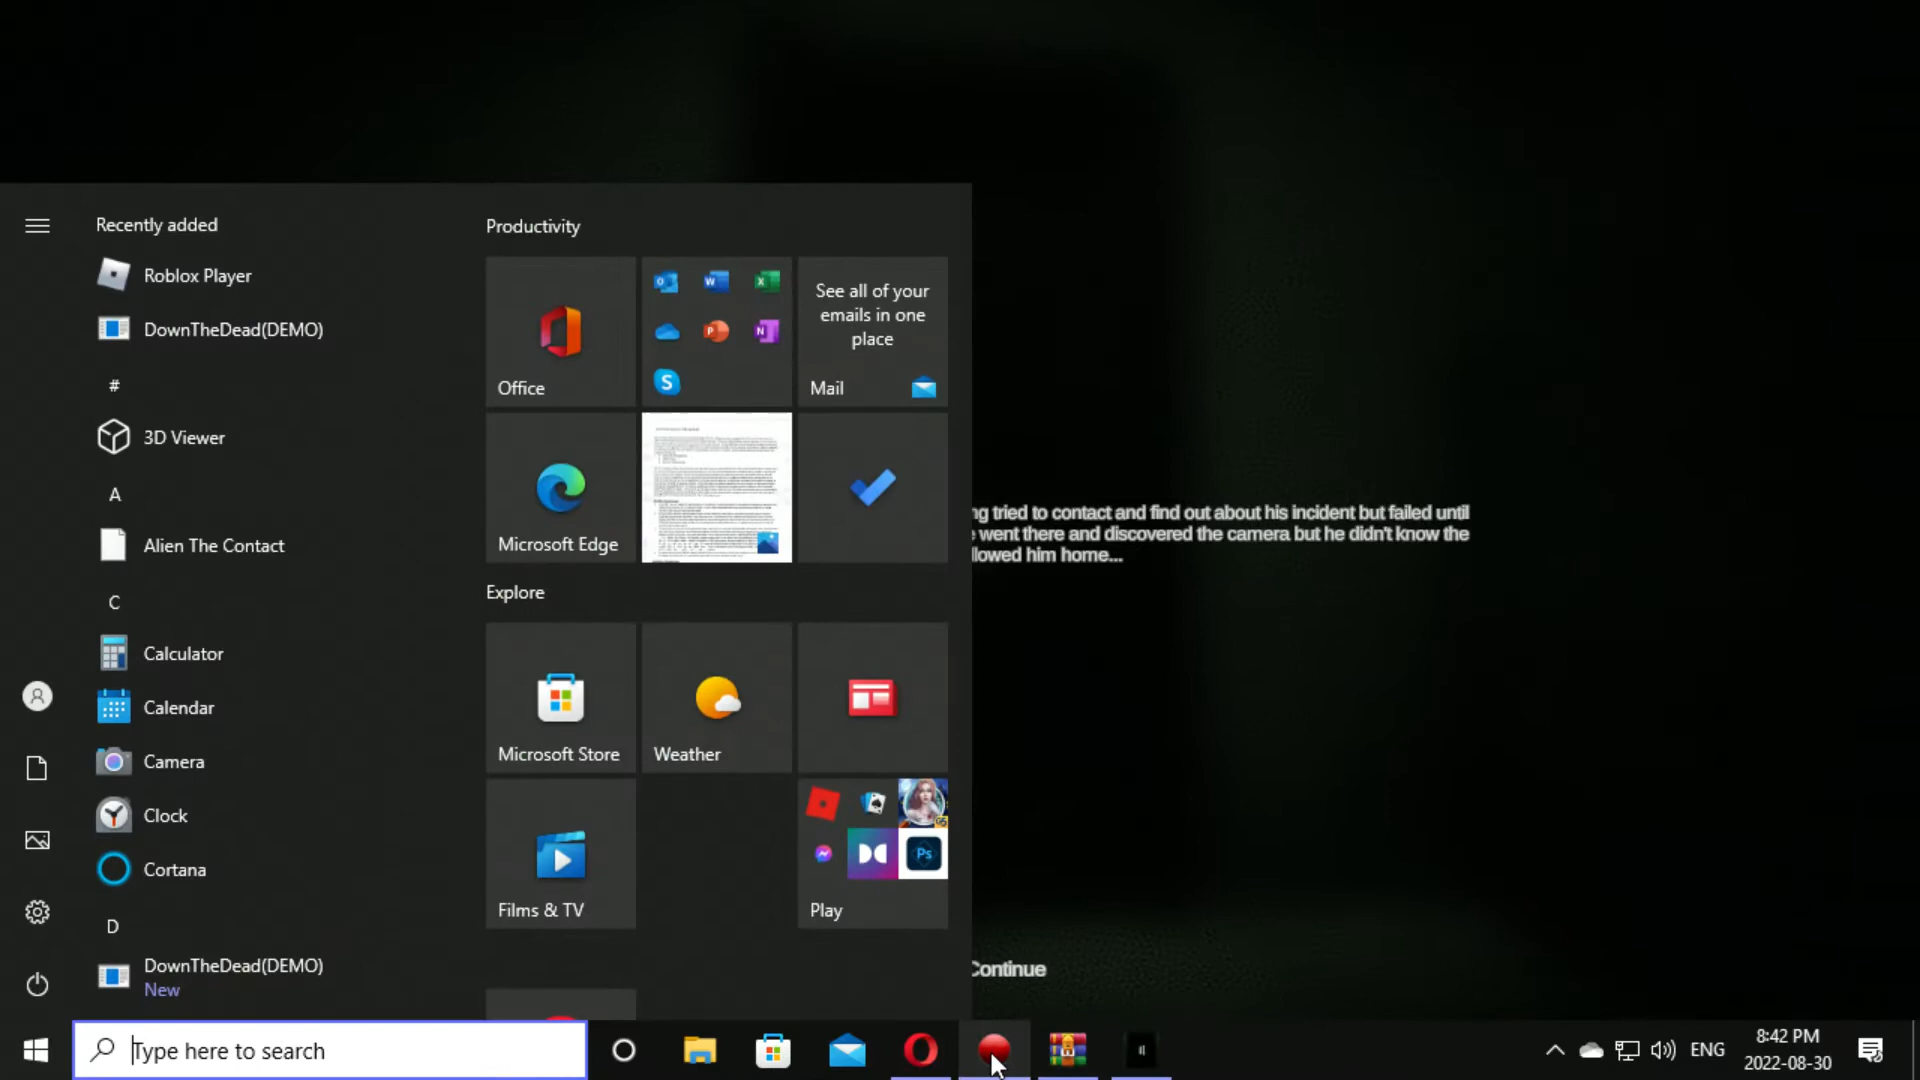 Recently added
Roblox Player
DownTheDead(DEMO)
#
3D Viewer
A
Alien The Contact
C
Calculator
Calendar
Camera
Clock
Cortana
D
DownTheDead(DEMO)
New
Productivity
Office
See all of your
emails in one
place
Mail
Microsoft Edge
Explore
Microsoft Store
Weather
Films & TV
Ps
Play
tried to contact and find out about his incident but failed until
went there and discovered the camera but he didn't know the
him home...
Continue
Type here to search
ENG
8:42 PM
2022-08-30